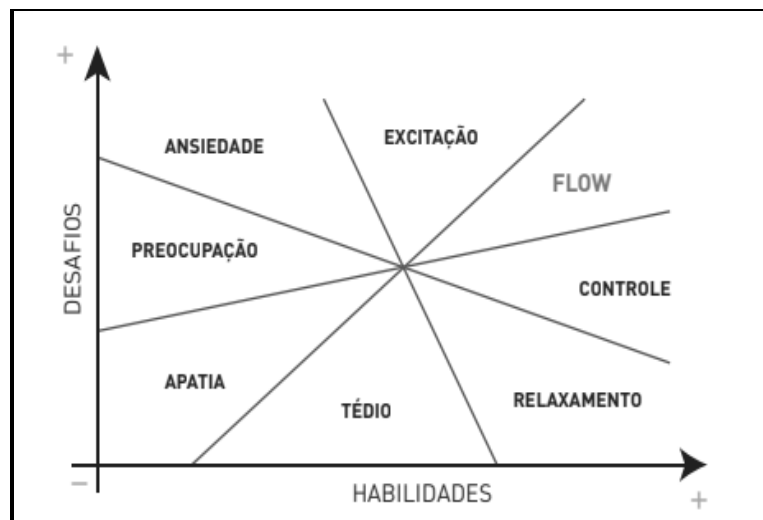 +
EXCITAÇÃO
ANSIEDADE
FLOW
DESAFIOS
PREOCUPAÇÃO
CONTROLE
APATIA
TÉDIO
RELAXAMENTO
–
HABILIDADES
+